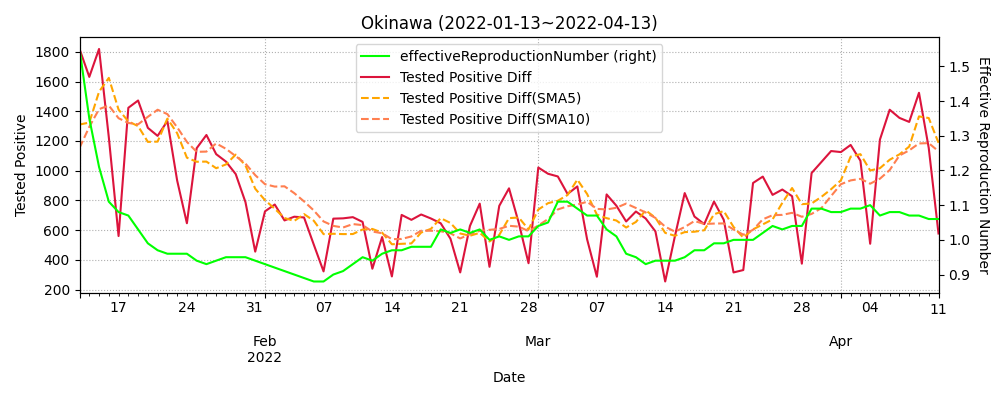 Okinawa (2022-01-13~2022-04-13)
effectiveReproductionNumber (right)
Tested Positive Diff
Tested Positive Diff(SMA5)
Tested Positive Diff(SMA10)
Tested Positive
1800
1600
1400
1200
1000
800
600
400
200
1.5
1.4
1.3
1.2
1.1
1.0
0.9
Effective Reproduction Number
17 24 31 07 14 21 28 07 14 21 28 04 11
Feb Mar Apr
2022
Date